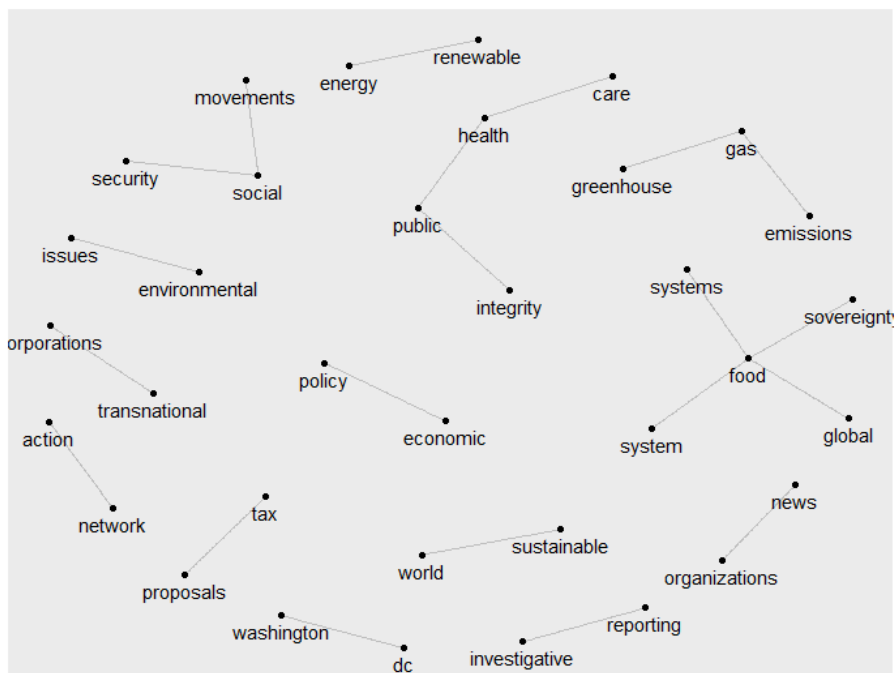 renewable
energy
movements
care
health
gas
security
social
greenhouse
public
emissions
issues
environmental
systems
integrity
sovereignty
orporations
policy
food
transnational
action
economic
system
global
news
tax
network
sustainable
world
organizations
proposals
reporting
washington
investigative
dc